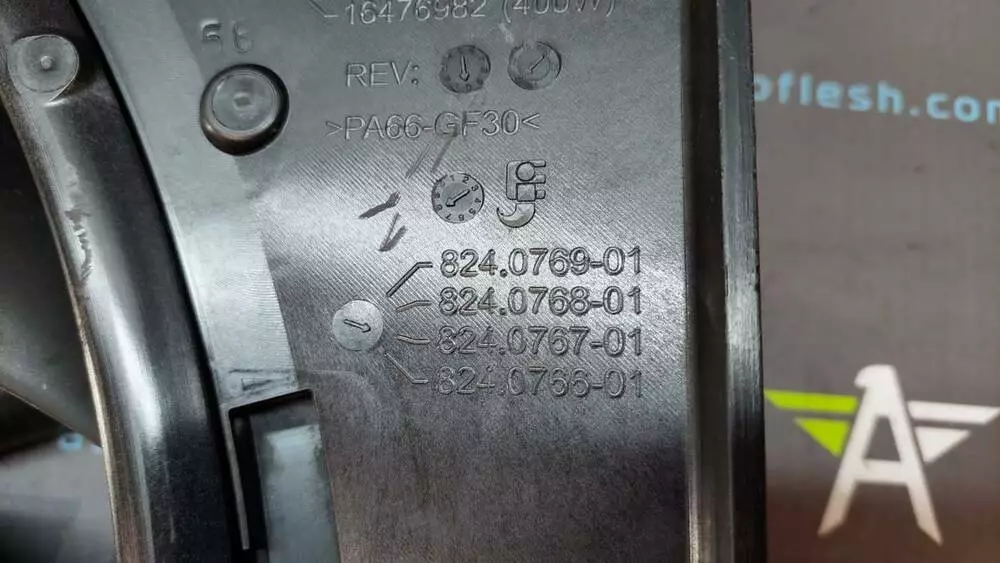 16476982 (400W)
58
REV:
>PA66-GF30<
824.0769-01
824.0768-01
824.0767-01
824.0766-01
oflesh.com